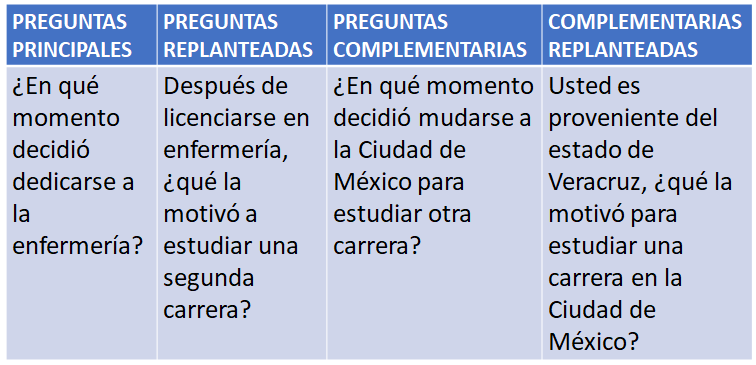 PREGUNTAS
PRINCIPALES
PREGUNTAS
REPLANTEADAS
PREGUNTAS
COMPLEMENTARIAS
COMPLEMENTARIAS
REPLANTEADAS
¿En qué
momento
decidió
dedicarse a
la
enfermería?
Después de
licenciarse en
enfermería,
¿qué la
motivó a
estudiar una
segunda
carrera?
¿En qué momento
decidió mudarse a
la Ciudad de
México para
estudiar otra
carrera?
Usted es
proveniente del
estado de
Veracruz, ¿qué la
motivó para
estudiar una
carrera en la
Ciudad de
México?